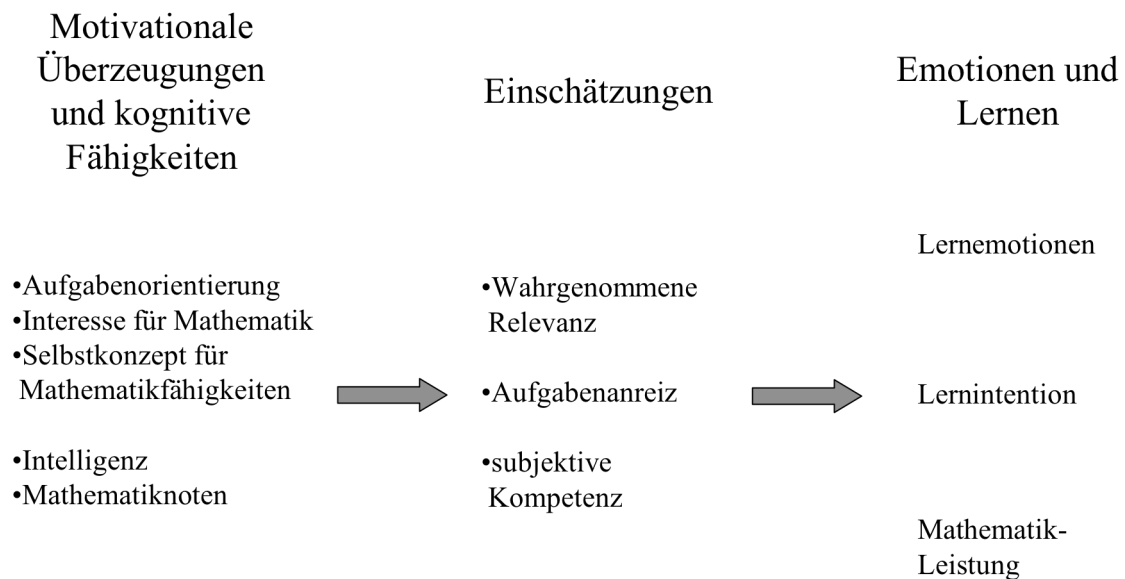 Motivationale
Überzeugungen
und kognitive
Fähigkeiten
Einschätzungen
Emotionen und
Lernen
•Aufgabenorientierung
•Interesse für Mathematik
•Selbstkonzept für
Mathematikfähigkeiten
•Intelligenz
•Mathematiknoten
•Wahrgenommene
Relevanz
•Aufgabenanreiz
•subjektive
Kompetenz
Lernemotionen
Lernintention
Mathematik-
Leistung